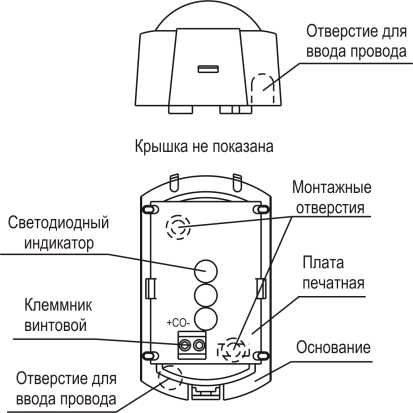 Отверстие для
ввода провода
Крышка не показана
Монтажные
отверстия
Светодиодный
индикатор
Плата
печатная
Клеммник
винтовой
+CO-
Основание
Отверстие для
ввода провода